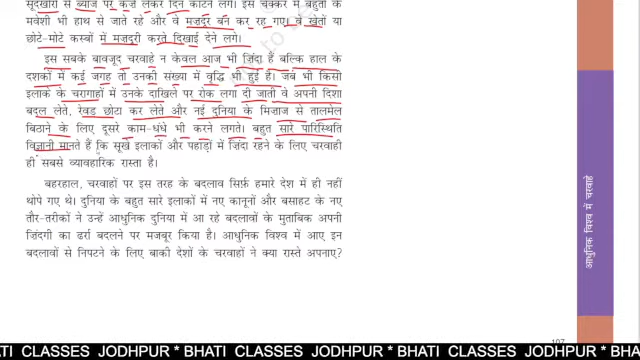 सूदखोरों से ब्याज पर कर्ज़ लेकर दिन काटने लगे। इस चक्कर में बहुतों के
मवेशी भी हाथ से जाते रहे और वे मज़दूर बन कर रह गए। वे खेतों या
छोटे-मोटे कस्बों में मज़दूरी करते दिखाई देने लगे।
इस सबके बावजूद चरवाहे न केवल आज भी ज़िंदा हैं बल्कि हाल के
दशकों में कई जगह तो उनकी संख्या में वृद्धि भी हुई है। जब भी किसी
इलाके के चरागाहों में उनके दाखिले पर रोक लगा दी जाती वे अपनी दिशा
बदल लेते, रेवड़ छोटा कर लेते और नई दुनिया के मिज़ाज से तालमेल
बिठाने के लिए दूसरे काम-धंधे भी करने लगते। बहुत सारे पारिस्थिति
विज्ञानी मानते हैं कि सूखे इलाकों और पहाड़ों में ज़िंदा रहने के लिए चरवाही
ही सबसे व्यावहारिक रास्ता है।
बहरहाल, चरवाहों पर इस तरह के बदलाव सिर्फ़ हमारे देश में ही नहीं
थोपे गए थे। दुनिया के बहुत सारे इलाकों में नए कानूनों और बसाहट के नए
तौर-तरीकों ने उन्हें आधुनिक दुनिया में आ रहे बदलावों के मुताबिक अपनी
ज़िंदगी का ढर्रा बदलने पर मजबूर किया है। आधुनिक विश्व में आए इन
बदलावों से निपटने के लिए बाकी देशों के चरवाहों ने क्या रास्ते अपनाए?
आधुनिक विश्व में चरवाहे
107
BHATI CLASSES JODHPUR * BHATI CLASSES JODHPUR * BHATI CLASSES JODHPUR * BHATI